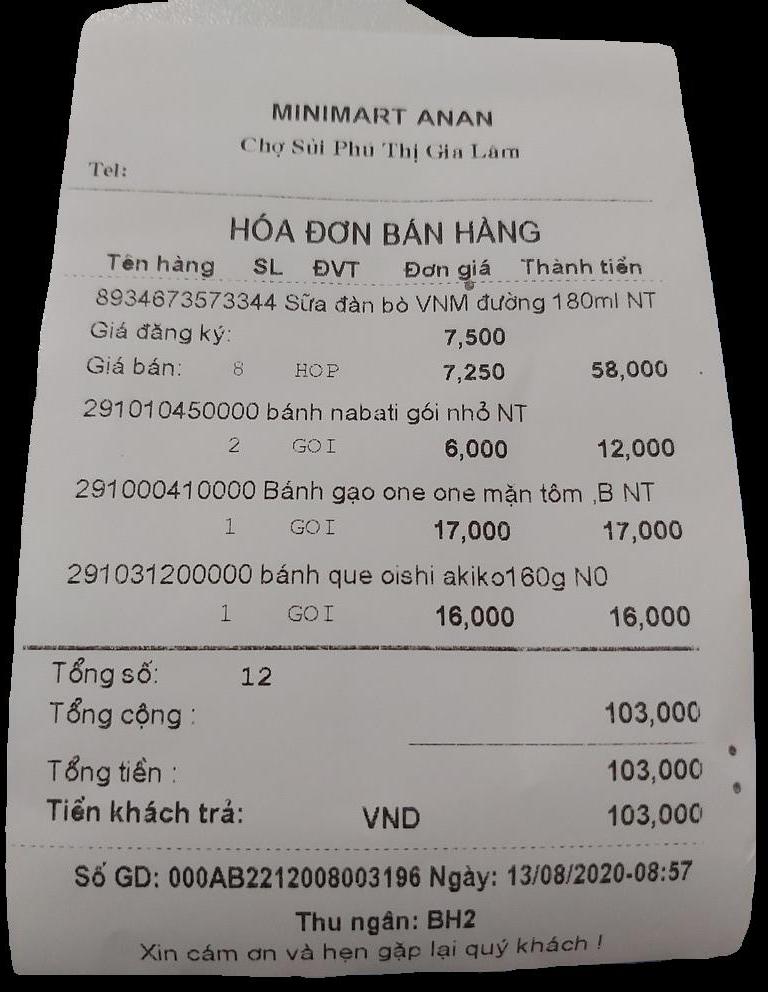 MINIMART ANAN
Chợ Sủi Phú Thị Gia Lâm
Tel:
HÓA ĐƠN BÁN HÀNG
Tên hàng SL ĐVT Đơn giá Thành tiền
8934673573344 Sữa đàn bò VNM đường 180ml NT
Giá đăng ký: 7,500
Giá bán: 8 HOP 7,250 58,000
291010450000 bánh nabati gói nhỏ NT
2 GOI 6,000 12,000
291000410000 Bánh gạo one one mặn tôm ,B NT
1 GOI 17,000 17,000
291031200000 bánh que oishi akiko160g N0
1 GOI 16,000 16,000
Tổng số: 12
Tổng cộng : 103,000
Tổng tiền : 103,000
Tiền khách trả: VND 103,000
Số GD: 000AB2212008003196 Ngày: 13/08/2020-08:57
Thu ngân: BH2
Xin cám ơn và hẹn gặp lại quý khách !